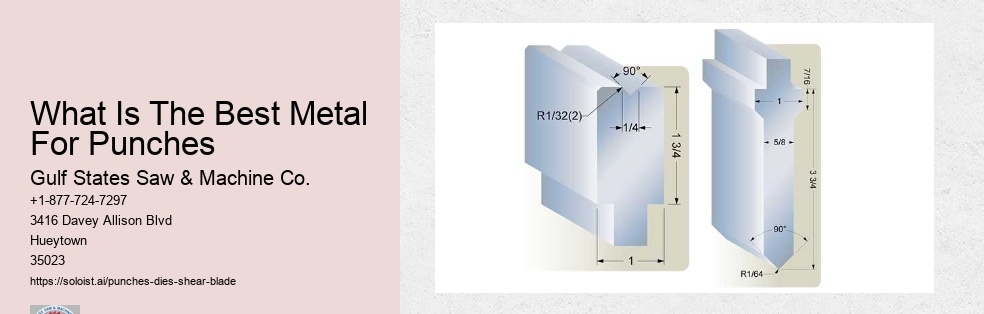 What Is The Best Metal
For Punches
Gulf States Saw & Machine Co.
+1-877-724-7297
3416 Davey Allison Blvd
Hueytown
35023
https://soloist.ai/punches-dies-shear-blade
90°
R1/32(2)
1/4
1 3/4
1
7/16
1
5/8
3 3/4
90°
R1/64